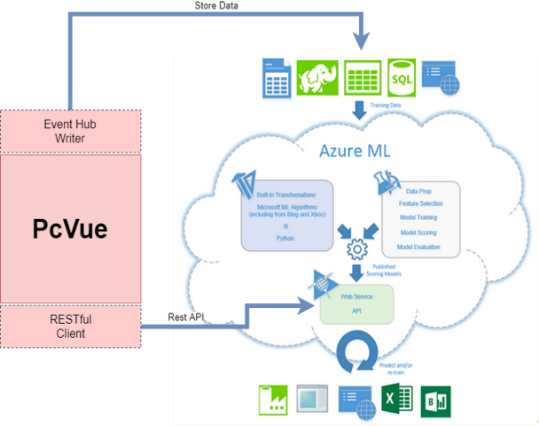 Store Data
SQL
Training Data
Event Hub
Writer
Azure ML
PcVue
Built-in Transformations
Microsoft ML Algorithms
(including from Bing and Xbox)
R
Python
Data Prep
Feature Selection
Model Training
Model Scoring
Model Evaluation
Published
Scoring Models
Web Service
API
RESTful
Client
Rest API
Predict and/or
re-train
X
B